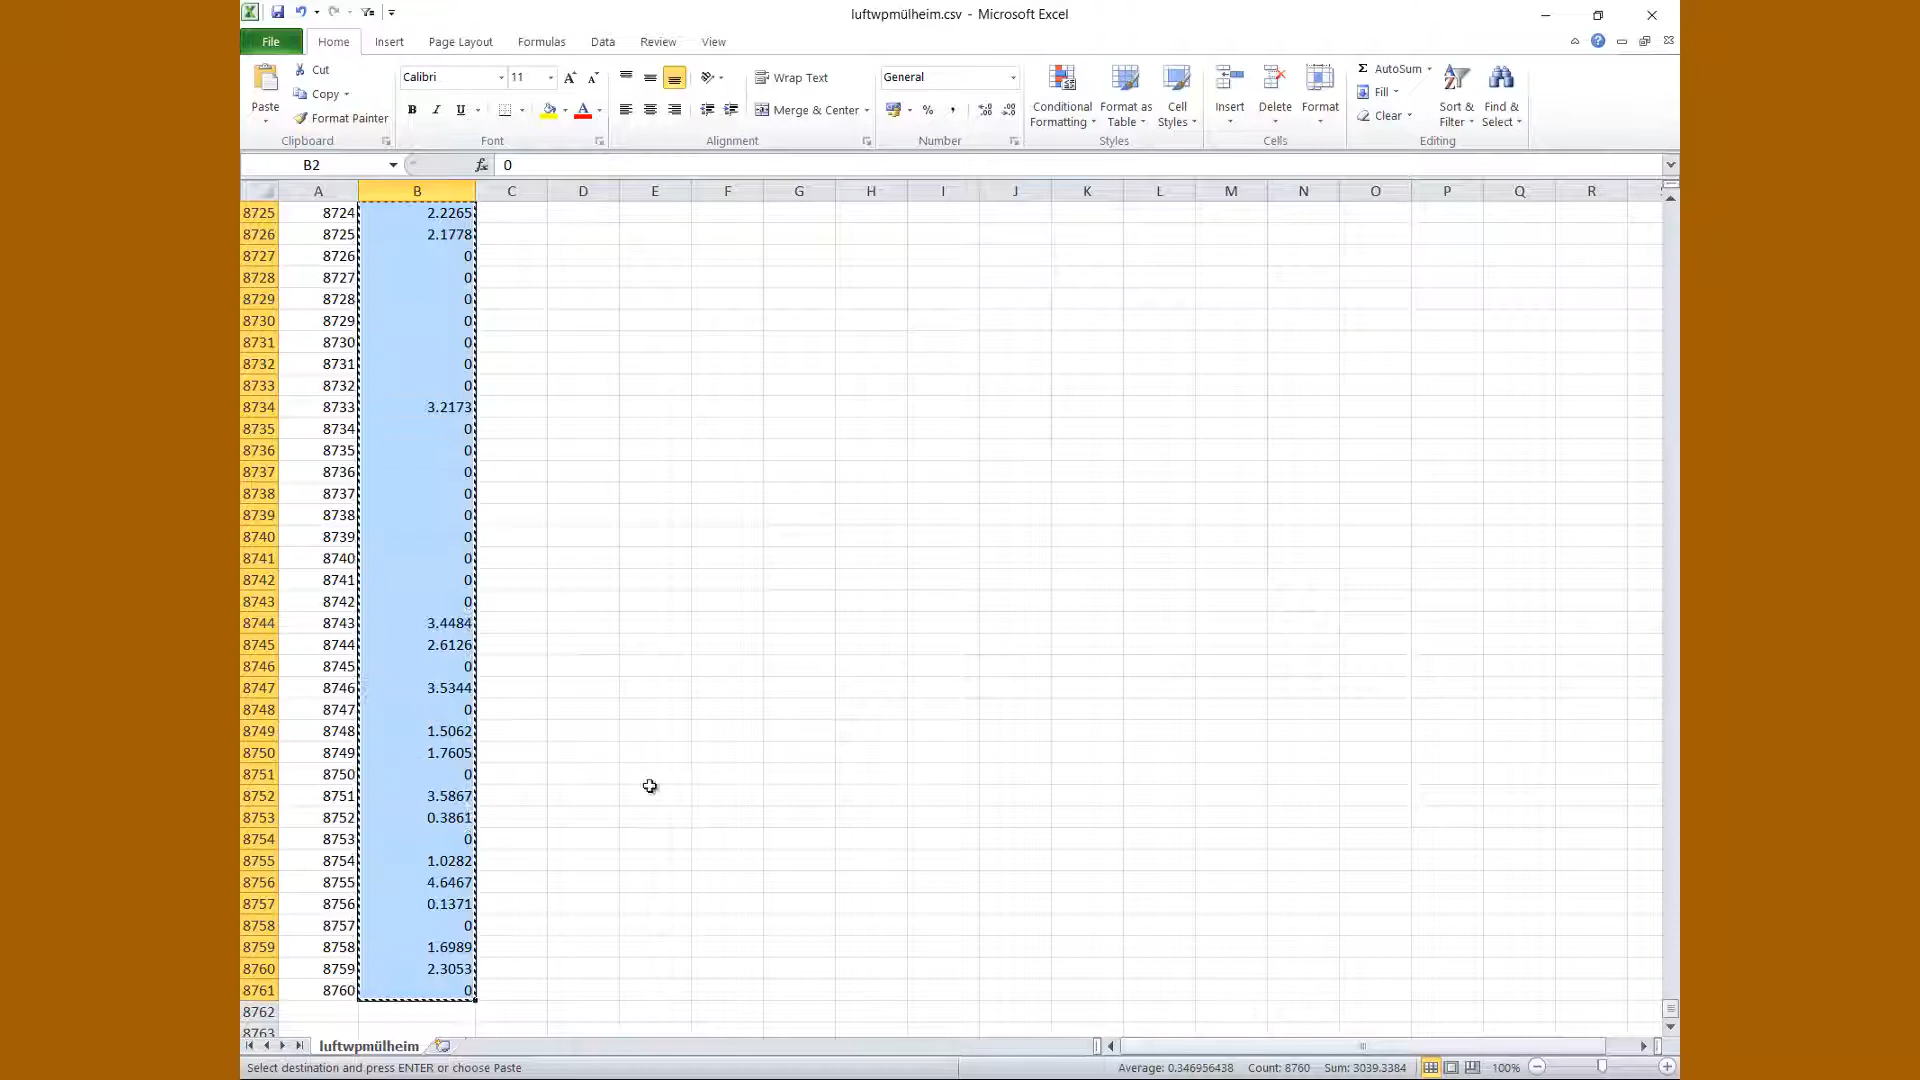 luftwpmülheim.csv - Microsoft Excel
File Home Insert Page Layout Formulas Data Review View
Paste Cut Copy Format Painter Clipboard
Calibri 11 Font
Wrap Text Merge & Center Alignment
General Number
Conditional Formatting Format as Table Cell Styles Styles
Insert Delete Format Cells
AutoSum Fill Clear Sort & Filter Find & Select Editing
B2 fx 0
A B C D E F G H I J K L M N O P Q R
8725 8724 2.2265
8726 8725 2.1778
8727 8726 0
8728 8727 0
8729 8728 0
8730 8729 0
8731 8730 0
8732 8731 0
8733 8732 0
8734 8733 3.2173
8735 8734 0
8736 8735 0
8737 8736 0
8738 8737 0
8739 8738 0
8740 8739 0
8741 8740 0
8742 8741 0
8743 8742 0
8744 8743 3.4484
8745 8744 2.6126
8746 8745 0
8747 8746 3.5344
8748 8747 0
8749 8748 1.5062
8750 8749 1.7605
8751 8750 0
8752 8751 3.5867
8753 8752 0.3861
8754 8753 0
8755 8754 1.0282
8756 8755 4.6467
8757 8756 0.1371
8758 8757 0
8759 8758 1.6989
8760 8759 2.3053
8761 8760 0
8762
8763
luftwpmülheim
Select destination and press ENTER or choose Paste Average: 0.346956438 Count: 8760 Sum: 3039.3384 100%